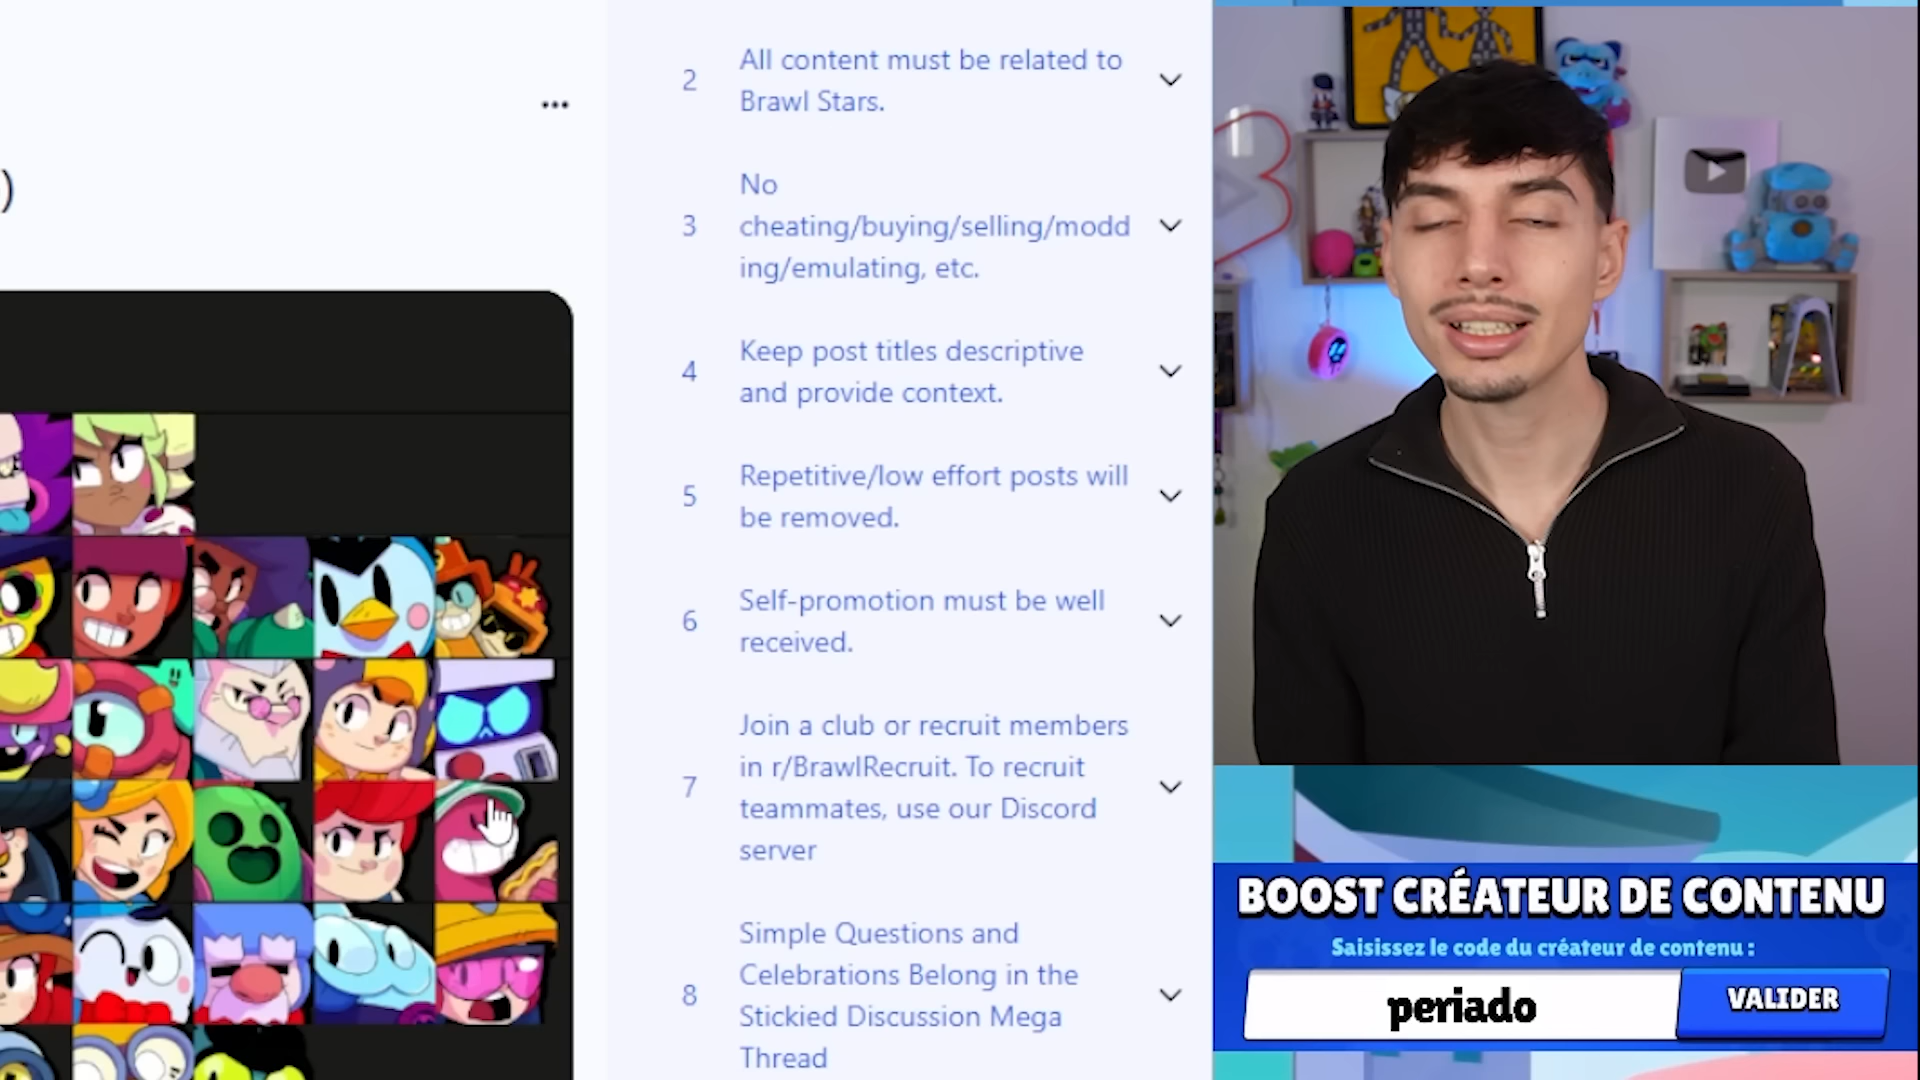 )
2
All content must be related to
Brawl Stars.
3
No
cheating/buying/selling/modd
ing/emulating, etc.
4
Keep post titles descriptive
and provide context.
5
Repetitive/low effort posts will
be removed.
6
Self-promotion must be well
received.
7
Join a club or recruit members
in r/BrawlRecruit. To recruit
teammates, use our Discord
server
8
Simple Questions and
Celebrations Belong in the
Stickied Discussion Mega
Thread
BOOST CRÉATEUR DE CONTENU
Saisissez le code du créateur de contenu :
periado
VALIDER